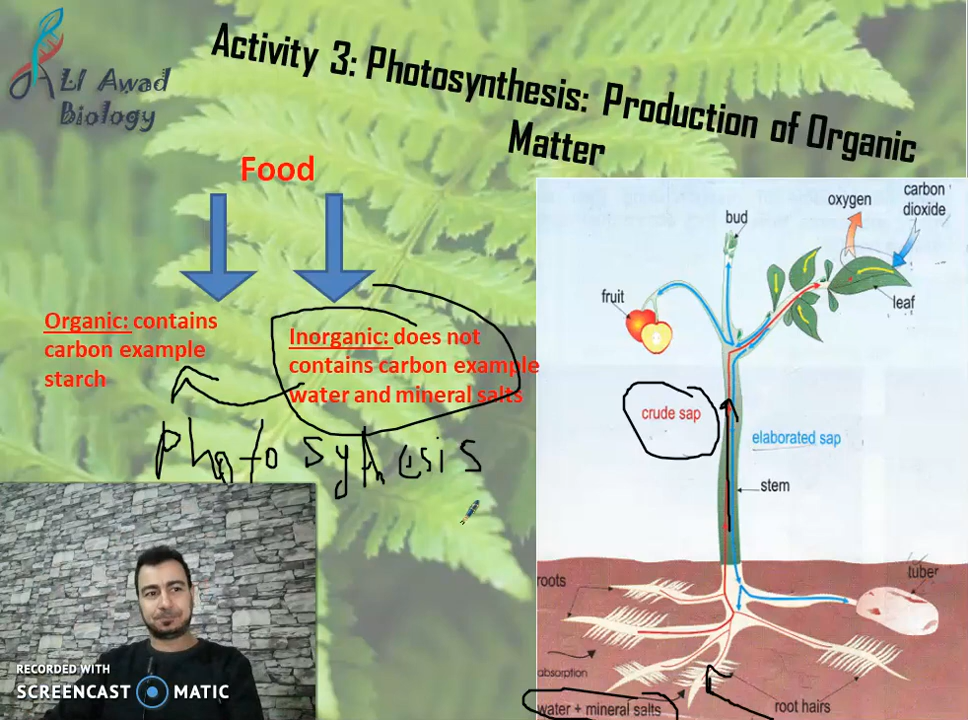 ALI Awad
Biology
Activity 3: Photosynthesis: Production of Organic
Matter
Food
Organic: contains
carbon example
starch
Inorganic: does not
contains carbon example
water and mineral salts
Phatosythesis
oxygen
carbon
dioxide
bud
fruit
leaf
crude sap
elaborated sap
stem
roots
tuber
absorption
water + mineral salts
root hairs
RECORDED WITH
SCREENCAST MATIC